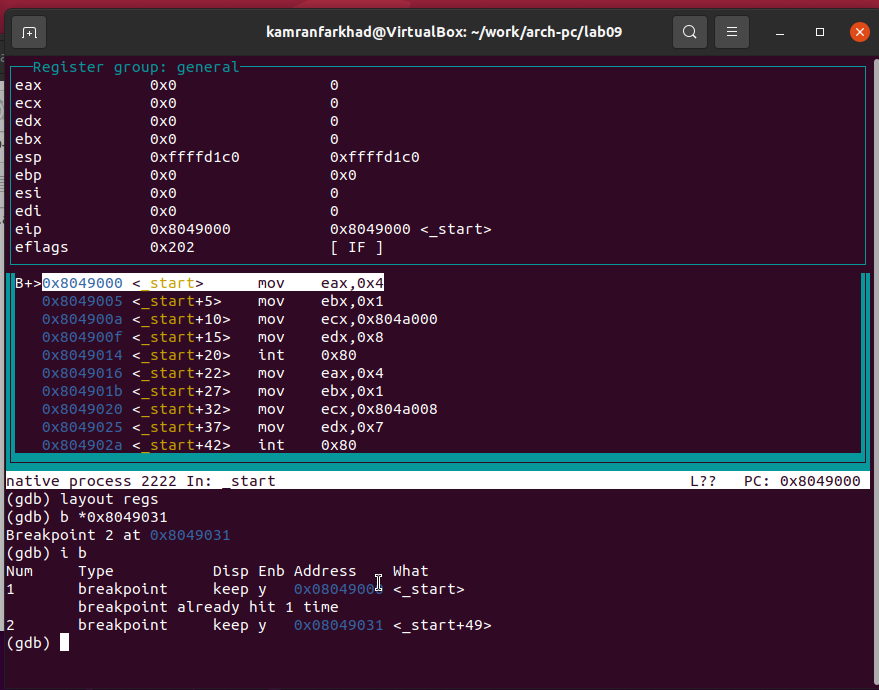 kamranfarkhad@VirtualBox: ~/work/arch-pc/lab09
Register group: general
eax 0x0 0
ecx 0x0 0
edx 0x0 0
ebx 0x0 0
esp 0xffffd1c0 0xffffd1c0
ebp 0x0 0x0
esi 0x0 0
edi 0x0 0
eip 0x8049000 0x8049000 <_start>
eflags 0x202 [ IF ]
B+>0x8049000 <_start> mov eax,0x4
0x8049005 <_start+5> mov ebx,0x1
0x804900a <_start+10> mov ecx,0x804a000
0x804900f <_start+15> mov edx,0x8
0x8049014 <_start+20> int 0x80
0x8049016 <_start+22> mov eax,0x4
0x804901b <_start+27> mov ebx,0x1
0x8049020 <_start+32> mov ecx,0x804a008
0x8049025 <_start+37> mov edx,0x7
0x804902a <_start+42> int 0x80
native process 2222 In: _start L?? PC: 0x8049000
(gdb) layout regs
(gdb) b *0x8049031
Breakpoint 2 at 0x8049031
(gdb) i b
Num Type Disp Enb Address What
1 breakpoint keep y 0x08049000 <_start>
breakpoint already hit 1 time
2 breakpoint keep y 0x08049031 <_start+49>
(gdb)